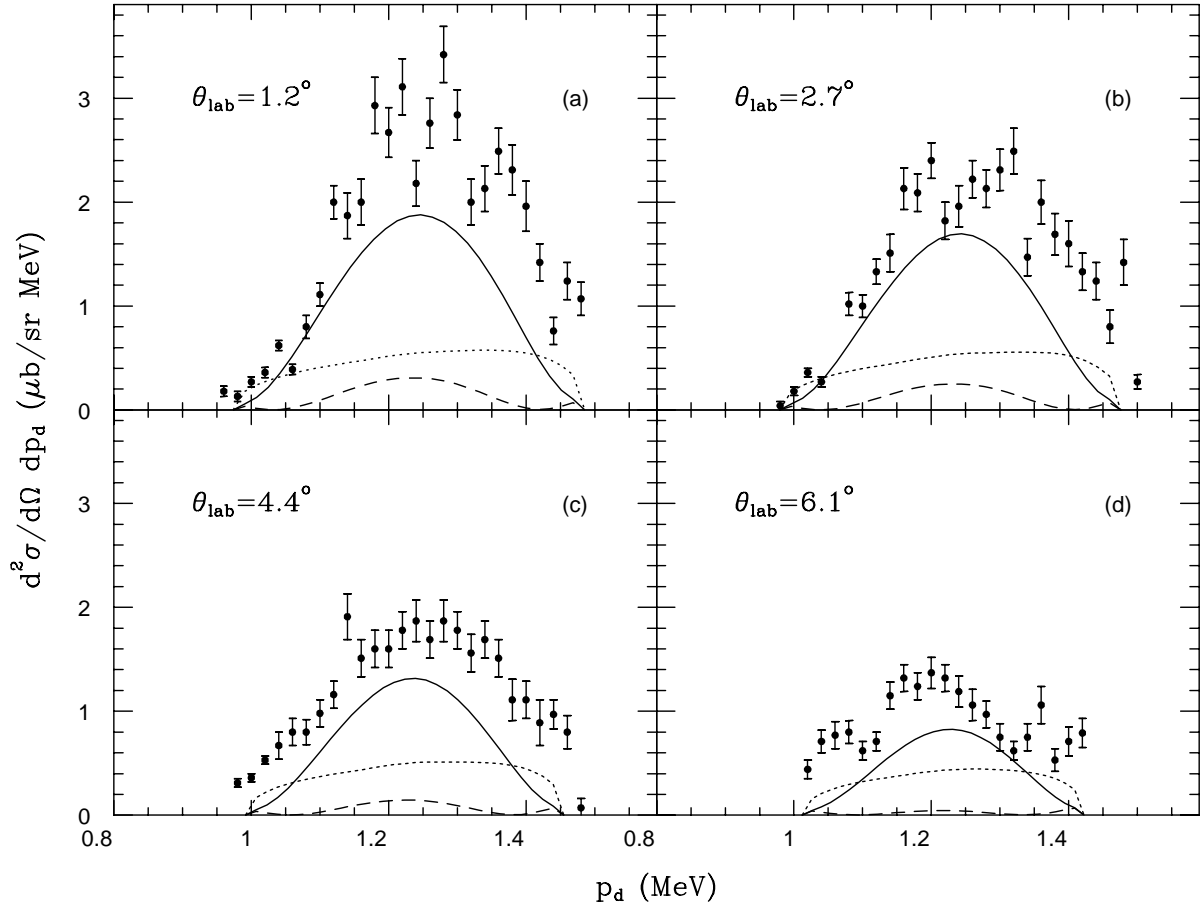 θlab=1.2° (a)
θlab=2.7° (b)
3
2
1
0
θlab=4.4° (c)
θlab=6.1° (d)
3
2
1
0
0.8 1 1.2 1.4 0.8 1 1.2 1.4
d²σ/dΩ dpd (μb/sr MeV)
pd (MeV)